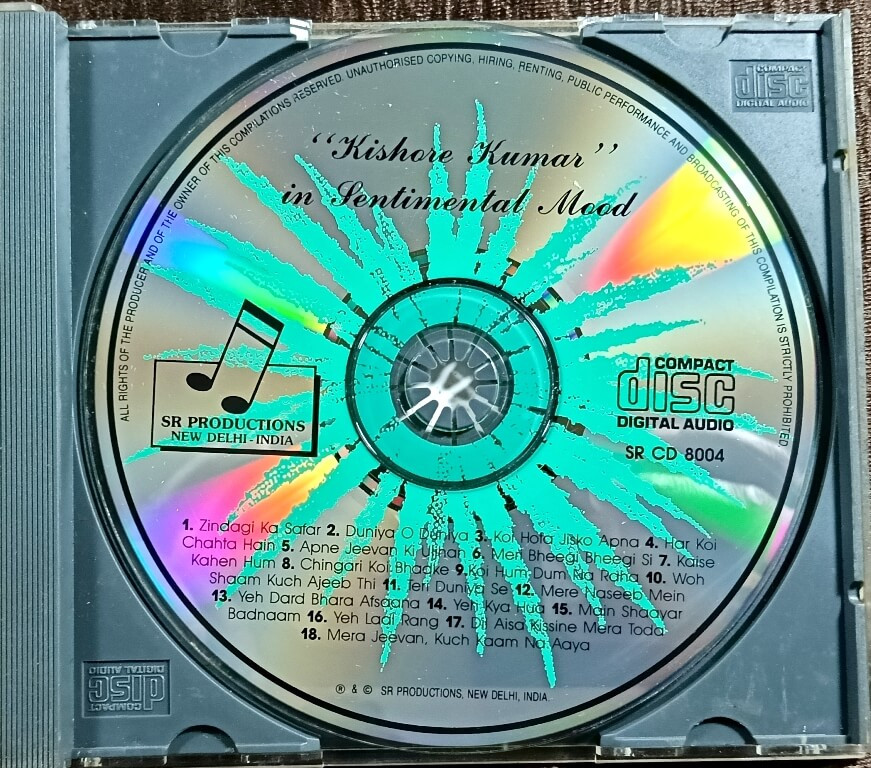 ALL RIGHTS OF THE PRODUCER AND OF THE OWNER OF THIS COMPILATIONS RESERVED. UNAUTHORISED COPYING, HIRING, RENTING, PUBLIC PERFORMANCE AND BROADCASTING OF THIS COMPILATION IS STRICTLY PROHIBITED.
COMPACT
disc
DIGITAL AUDIO
“Kishore Kumar”
in Sentimental Mood
SR PRODUCTIONS
NEW DELHI-INDIA
COMPACT
disc
DIGITAL AUDIO
SR CD 8004
1. Zindagi Ka Safar 2. Duniya O Duniya 3. Koi Hota Jisko Apna 4. Har Koi
Chahta Hain 5. Apne Jeevan Ki Uljhan 6. Meri Bheegi Bheegi Si 7. Kaise
Kahen Hum 8. Chingari Koi Bhadke 9.Koi Hum Dum Na Raha 10. Woh
Shaam Kuch Ajeeb Thi 11. Teri Duniya Se 12. Mere Naseeb Mein
13. Yeh Dard Bhara Afsaana 14. Yeh Kya Hua 15. Main Shaayar
Badnaam 16. Yeh Laal Rang 17. Dil Aisa Kissine Mera Toda
18. Mera Jeevan, Kuch Kaam Na Aaya
COMPACT
disc
DIGITAL AUDIO
℗ & © SR PRODUCTIONS, NEW DELHI, INDIA.